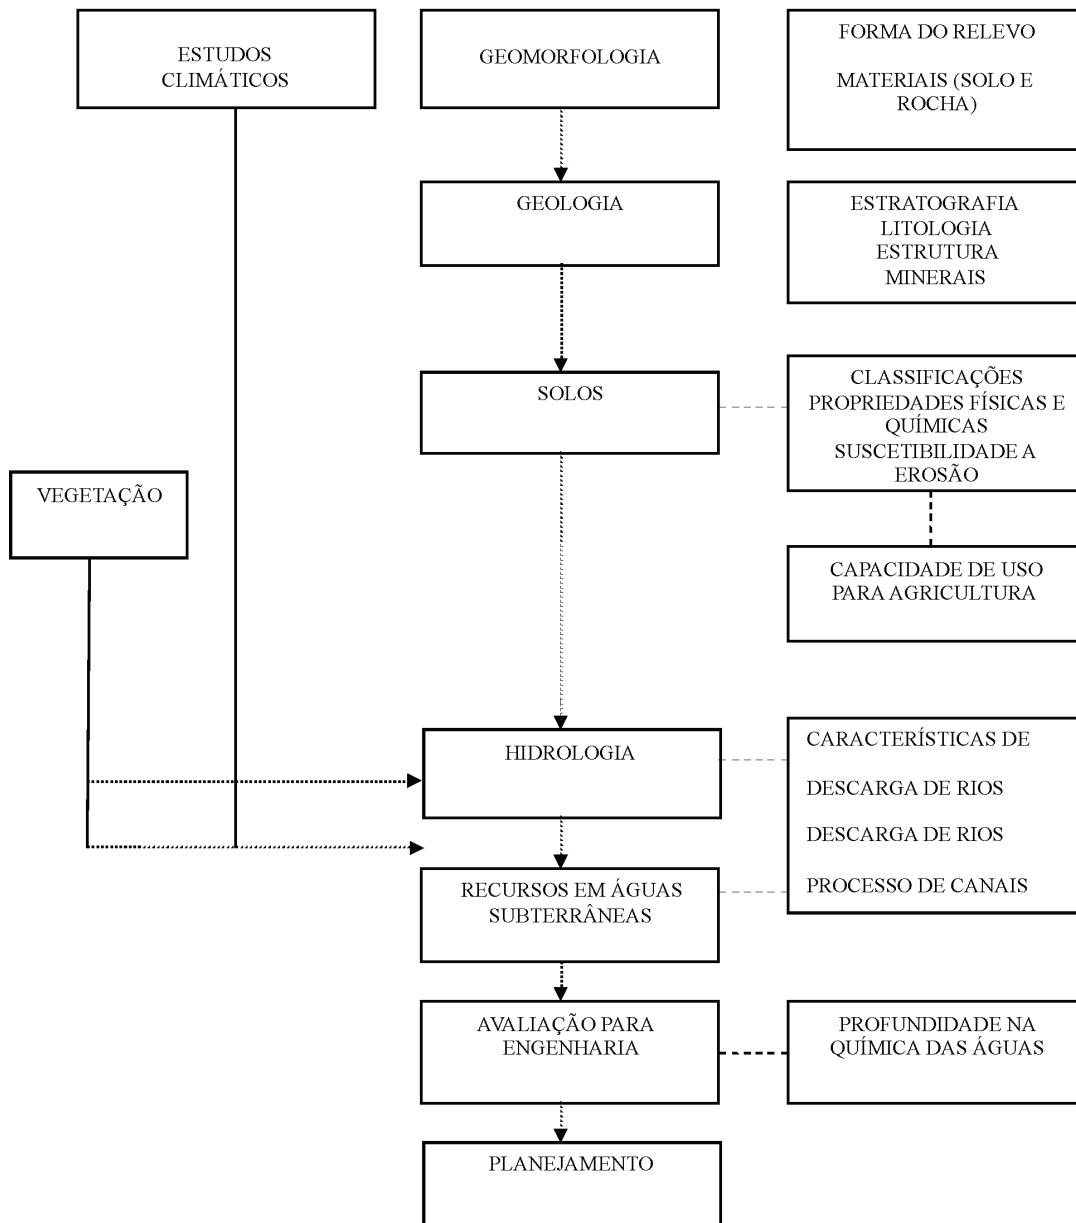 ESTUDOS
CLIMÁTICOS
GEOMORFOLOGIA
FORMA DO RELEVO
MATERIAIS (SOLO E
ROCHA)
GEOLOGIA
ESTRATOGRAFIA
LITOLOGIA
ESTRUTURA
MINERAIS
SOLOS
CLASSIFICAÇÕES
PROPRIEDADES FÍSICAS E
QUÍMICAS
SUSCETIBILIDADE A
EROSÃO
VEGETAÇÃO
CAPACIDADE DE USO
PARA AGRICULTURA
HIDROLOGIA
CARACTERÍSTICAS DE
DESCARGA DE RIOS
DESCARGA DE RIOS
PROCESSO DE CANAIS
RECURSOS EM ÁGUAS
SUBTERRÂNEAS
AVALIAÇÃO PARA
ENGENHARIA
PROFUNDIDADE NA
QUÍMICA DAS ÁGUAS
PLANEJAMENTO